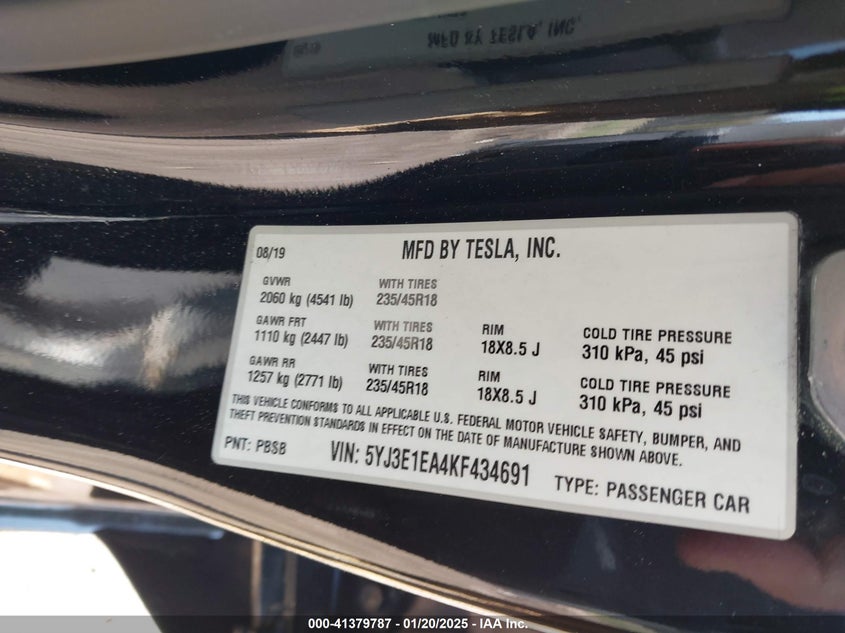 MFD BY TESLA, INC.
08/19 MFD BY TESLA, INC.
GVWR WITH TIRES
2060 kg (4541 lb) 235/45R18
GAWR FRT WITH TIRES RIM COLD TIRE PRESSURE
1110 kg (2447 lb) 235/45R18 18X8.5 J 310 kPa, 45 psi
GAWR RR WITH TIRES RIM COLD TIRE PRESSURE
1257 kg (2771 lb) 235/45R18 18X8.5 J 310 kPa, 45 psi
THIS VEHICLE CONFORMS TO ALL APPLICABLE U.S. FEDERAL MOTOR VEHICLE SAFETY, BUMPER, AND
THEFT PREVENTION STANDARDS IN EFFECT ON THE DATE OF MANUFACTURE SHOWN ABOVE.
PNT: PBSB VIN: 5YJ3E1EA4KF434691 TYPE: PASSENGER CAR
000-41379787 — 01/20/2025 - IAA Inc.